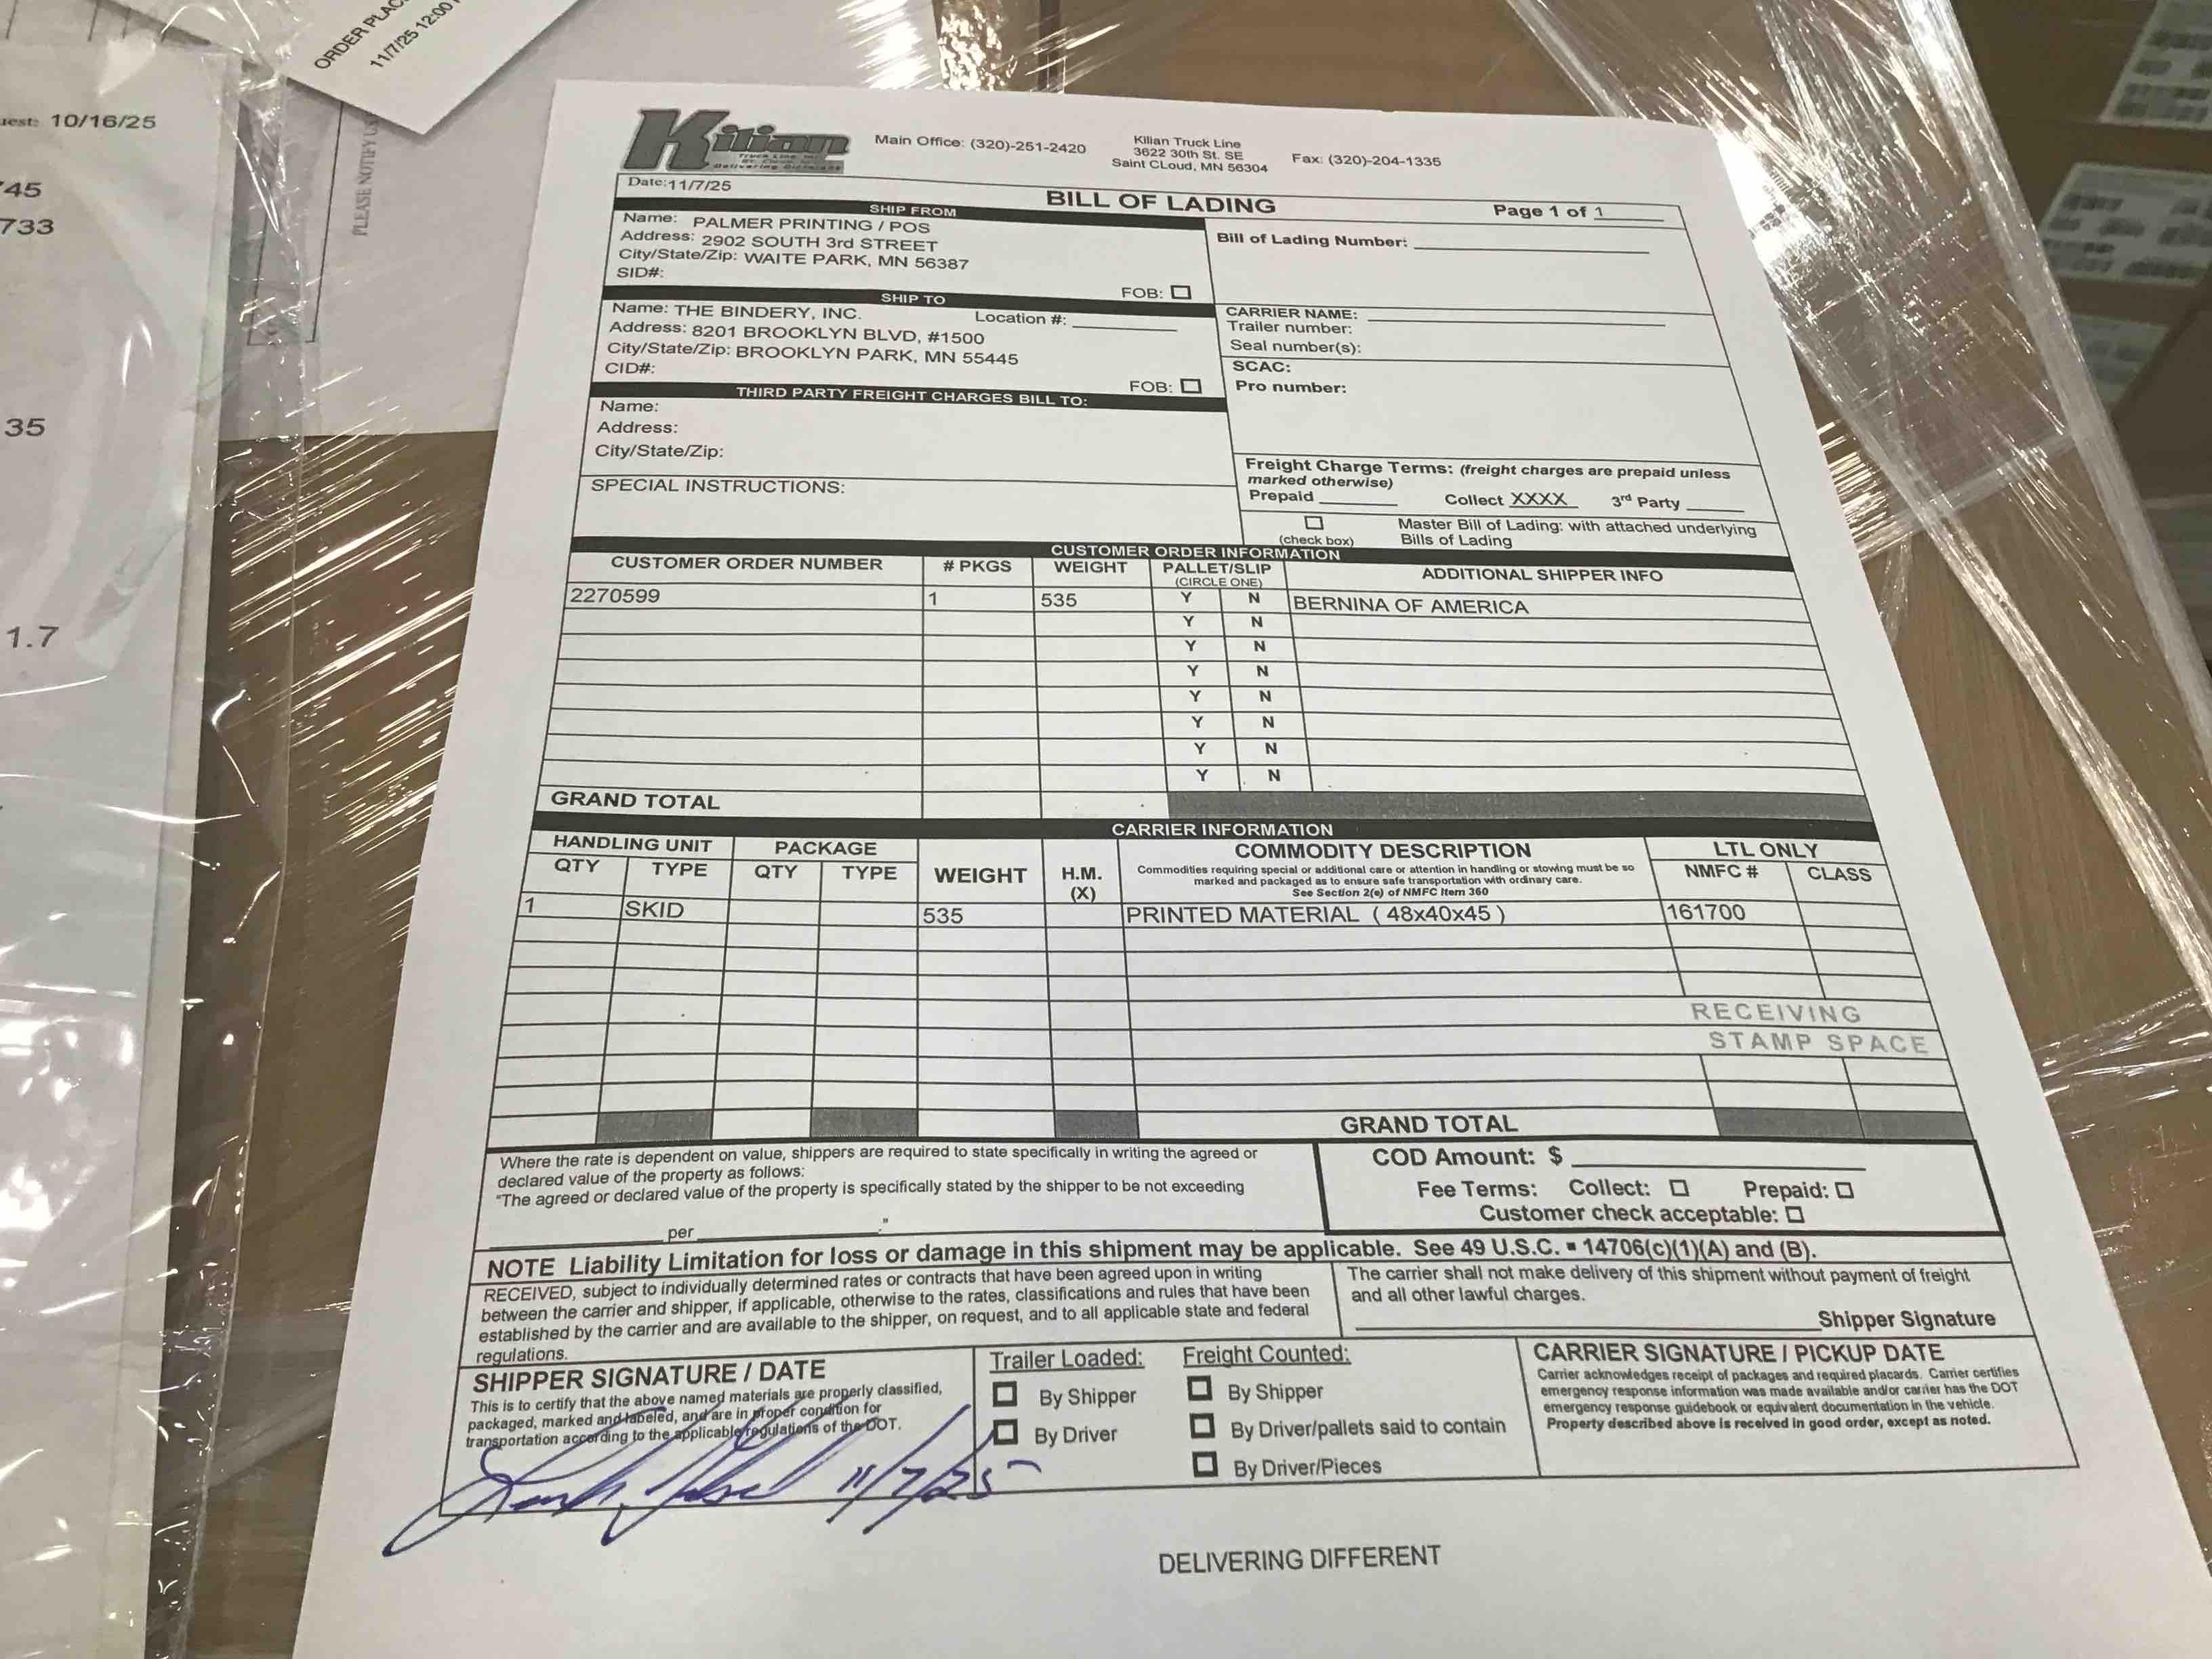 ORDER PLAC
11/7/25 12:00
uest: 10/16/25
745
733
35
1.7
PLEASE NOTIFY US
Kilian
Truck Line, Inc.
Delivering Different
Main Office: (320)-251-2420
Kilian Truck Line
3622 30th St. SE
Saint CLoud, MN 56304
Fax: (320)-204-1335
Date:11/7/25
BILL OF LADING
Page 1 of 1
SHIP FROM
Name: PALMER PRINTING / POS
Address: 2902 SOUTH 3rd STREET
City/State/Zip: WAITE PARK, MN 56387
SID#:
FOB: ☐
Bill of Lading Number:
SHIP TO
Name: THE BINDERY, INC. Location #:
Address: 8201 BROOKLYN BLVD, #1500
City/State/Zip: BROOKLYN PARK, MN 55445
CID#:
FOB: ☐
CARRIER NAME:
Trailer number:
Seal number(s):
SCAC:
Pro number:
THIRD PARTY FREIGHT CHARGES BILL TO:
Name:
Address:
City/State/Zip:
SPECIAL INSTRUCTIONS:
Freight Charge Terms: (freight charges are prepaid unless
marked otherwise)
Prepaid Collect XXXX 3rd Party
☐
(check box)
Master Bill of Lading: with attached underlying
Bills of Lading
CUSTOMER ORDER INFORMATION
CUSTOMER ORDER NUMBER # PKGS WEIGHT PALLET/SLIP ADDITIONAL SHIPPER INFO
(CIRCLE ONE)
2270599 1 535 Y N BERNINA OF AMERICA
Y N
Y N
Y N
Y N
Y N
Y N
Y N
GRAND TOTAL
CARRIER INFORMATION
HANDLING UNIT PACKAGE COMMODITY DESCRIPTION LTL ONLY
QTY TYPE QTY TYPE WEIGHT H.M. (X)
Commodities requiring special or additional care or attention in handling or stowing must be so
marked and packaged as to ensure safe transportation with ordinary care.
See Section 2(e) of NMFC Item 360
NMFC # CLASS
1 SKID 535 PRINTED MATERIAL ( 48x40x45 ) 161700
RECEIVING
STAMP SPACE
GRAND TOTAL
Where the rate is dependent on value, shippers are required to state specifically in writing the agreed or
declared value of the property as follows:
"The agreed or declared value of the property is specifically stated by the shipper to be not exceeding
per ."
COD Amount: $
Fee Terms: Collect: ☐ Prepaid: ☐
Customer check acceptable: ☐
NOTE Liability Limitation for loss or damage in this shipment may be applicable. See 49 U.S.C. ▪ 14706(c)(1)(A) and (B).
RECEIVED, subject to individually determined rates or contracts that have been agreed upon in writing
between the carrier and shipper, if applicable, otherwise to the rates, classifications and rules that have been
established by the carrier and are available to the shipper, on request, and to all applicable state and federal
regulations.
The carrier shall not make delivery of this shipment without payment of freight
and all other lawful charges.
Shipper Signature
SHIPPER SIGNATURE / DATE
This is to certify that the above named materials are properly classified,
packaged, marked and labeled, and are in proper condition for
transportation according to the applicable regulations of the DOT.
11/7/25
Trailer Loaded:
☐ By Shipper
☐ By Driver
Freight Counted:
☐ By Shipper
☐ By Driver/pallets said to contain
☐ By Driver/Pieces
CARRIER SIGNATURE / PICKUP DATE
Carrier acknowledges receipt of packages and required placards. Carrier certifies
emergency response information was made available and/or carrier has the DOT
emergency response guidebook or equivalent documentation in the vehicle.
Property described above is received in good order, except as noted.
DELIVERING DIFFERENT